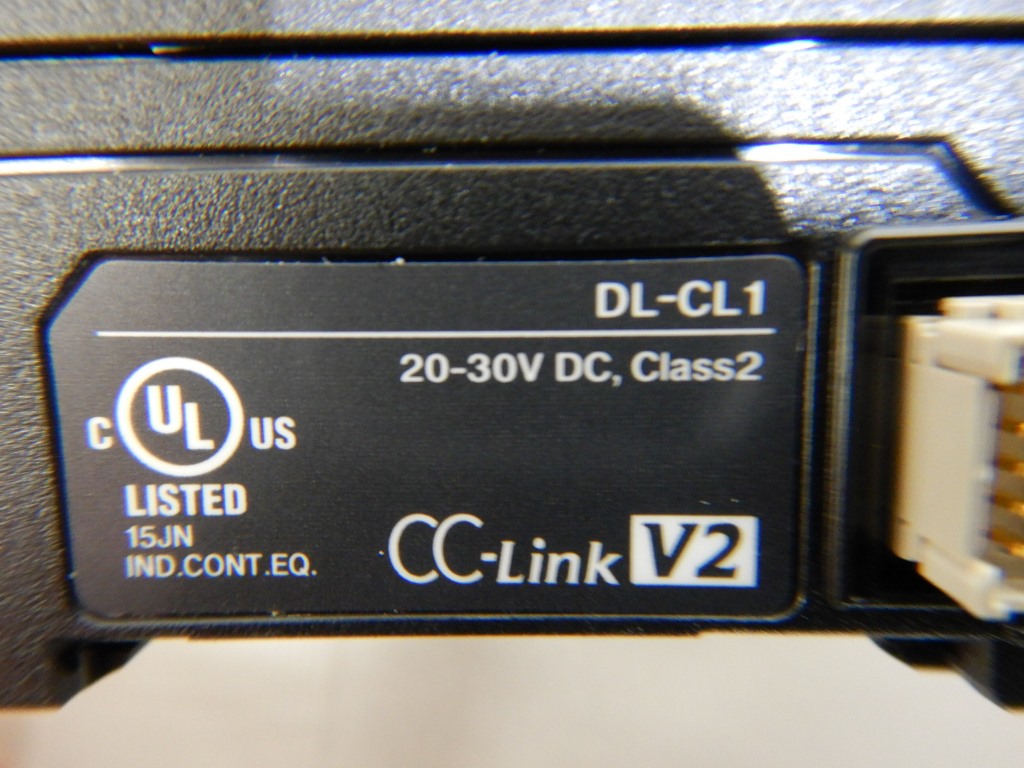 DL-CL1
20-30V DC, Class2
C UL US
LISTED
15JN
IND.CONT.EQ.
CC-Link V2